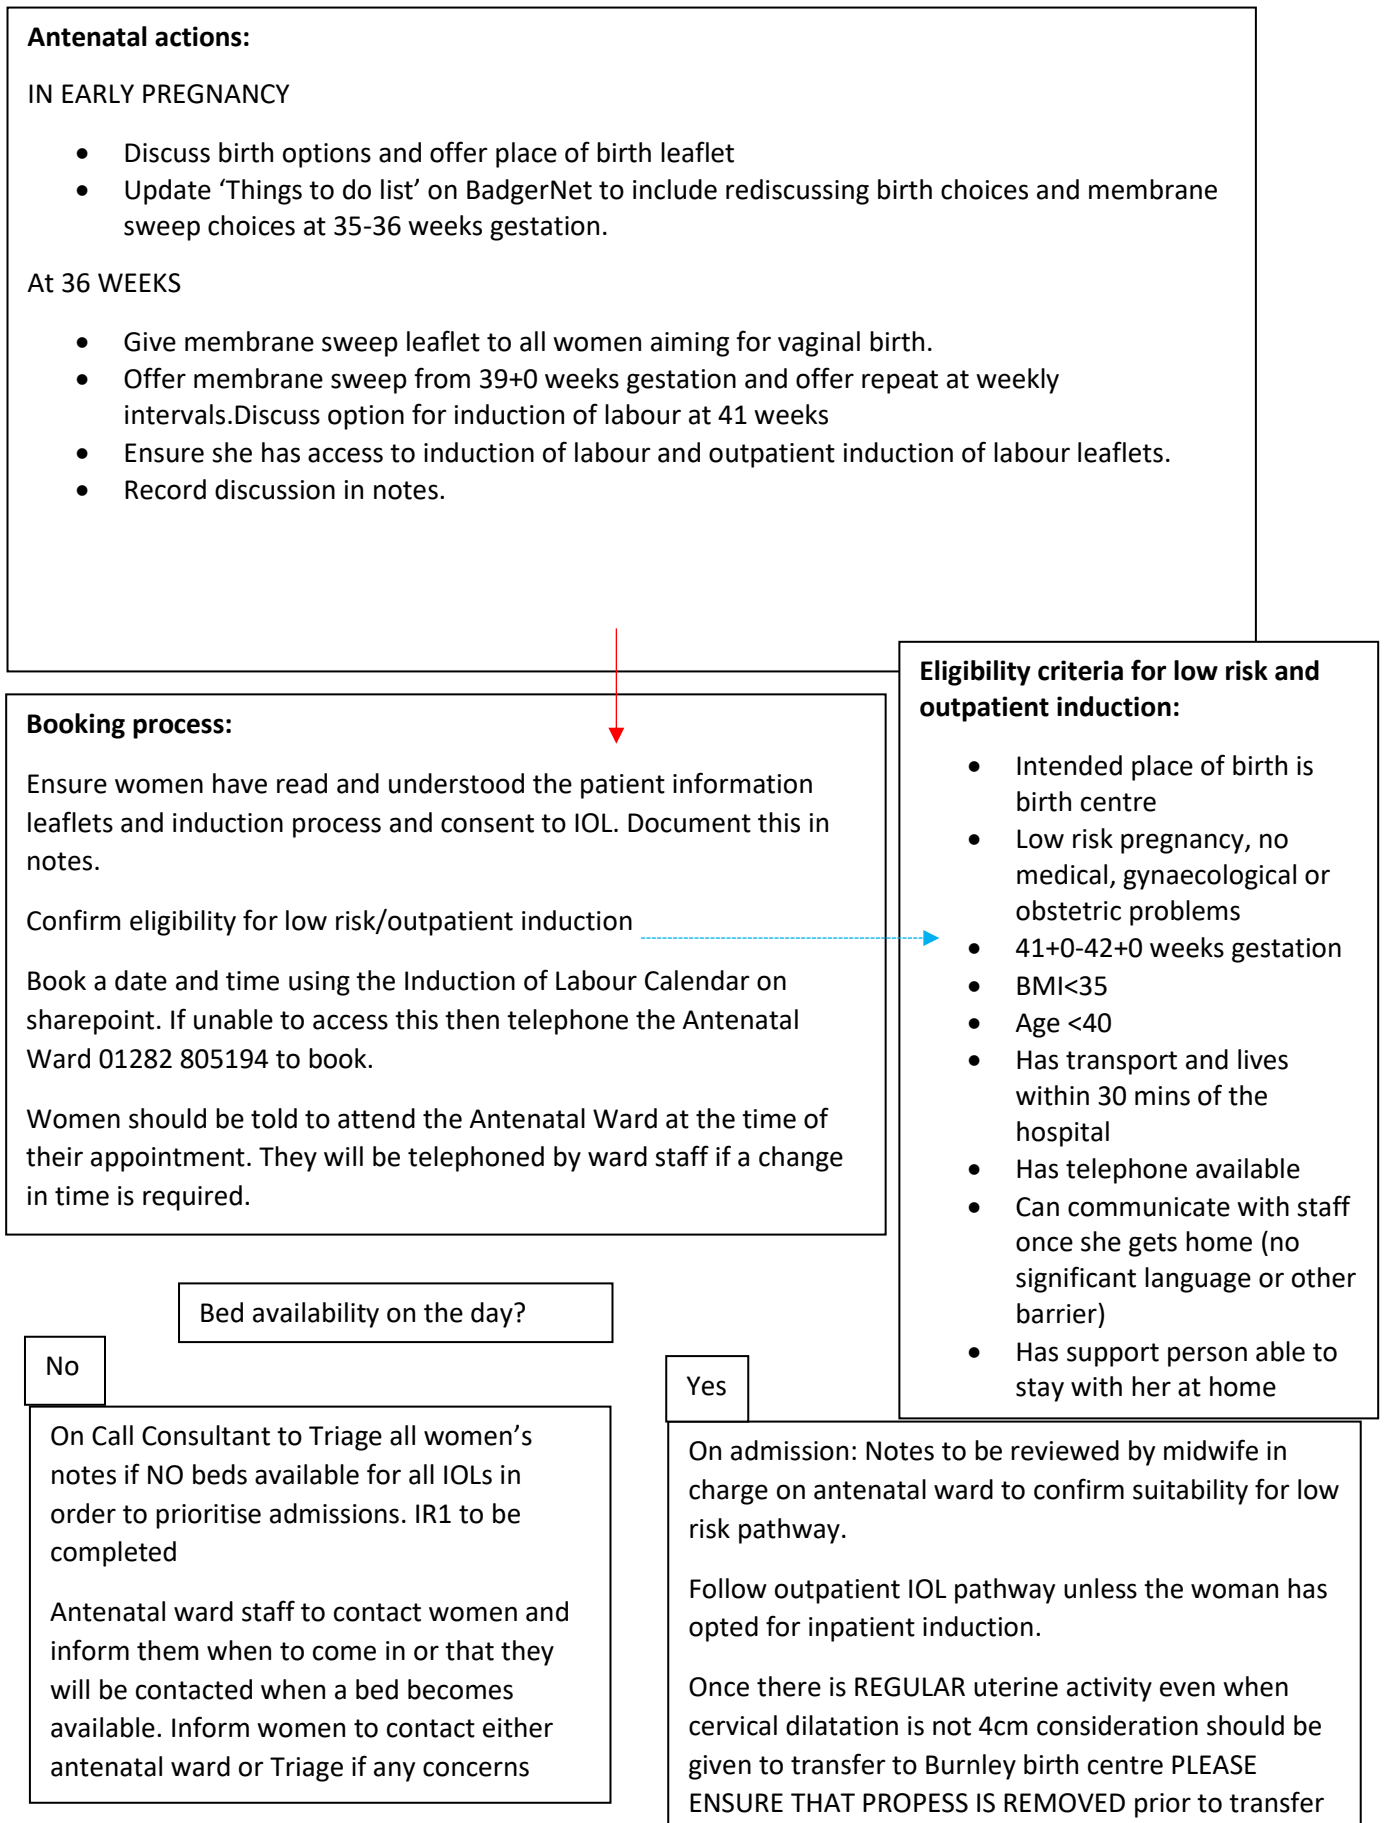 Antenatal actions:
IN EARLY PREGNANCY
• Discuss birth options and offer place of birth leaflet
• Update ‘Things to do list’ on BadgerNet to include rediscussing birth choices and membrane
sweep choices at 35-36 weeks gestation.
At 36 WEEKS
• Give membrane sweep leaflet to all women aiming for vaginal birth.
• Offer membrane sweep from 39+0 weeks gestation and offer repeat at weekly
intervals.Discuss option for induction of labour at 41 weeks
• Ensure she has access to induction of labour and outpatient induction of labour leaflets.
• Record discussion in notes.
Booking process:
Ensure women have read and understood the patient information
leaflets and induction process and consent to IOL. Document this in
notes.
Confirm eligibility for low risk/outpatient induction
Book a date and time using the Induction of Labour Calendar on
sharepoint. If unable to access this then telephone the Antenatal
Ward 01282 805194 to book.
Women should be told to attend the Antenatal Ward at the time of
their appointment. They will be telephoned by ward staff if a change
in time is required.
Eligibility criteria for low risk and
outpatient induction:
• Intended place of birth is
birth centre
• Low risk pregnancy, no
medical, gynaecological or
obstetric problems
• 41+0-42+0 weeks gestation
• BMI<35
• Age <40
• Has transport and lives
within 30 mins of the
hospital
• Has telephone available
• Can communicate with staff
once she gets home (no
significant language or other
barrier)
• Has support person able to
stay with her at home
Bed availability on the day?
No
On Call Consultant to Triage all women’s
notes if NO beds available for all IOLs in
order to prioritise admissions. IR1 to be
completed
Antenatal ward staff to contact women and
inform them when to come in or that they
will be contacted when a bed becomes
available. Inform women to contact either
antenatal ward or Triage if any concerns
Yes
On admission: Notes to be reviewed by midwife in
charge on antenatal ward to confirm suitability for low
risk pathway.
Follow outpatient IOL pathway unless the woman has
opted for inpatient induction.
Once there is REGULAR uterine activity even when
cervical dilatation is not 4cm consideration should be
given to transfer to Burnley birth centre PLEASE
ENSURE THAT PROPESS IS REMOVED prior to transfer